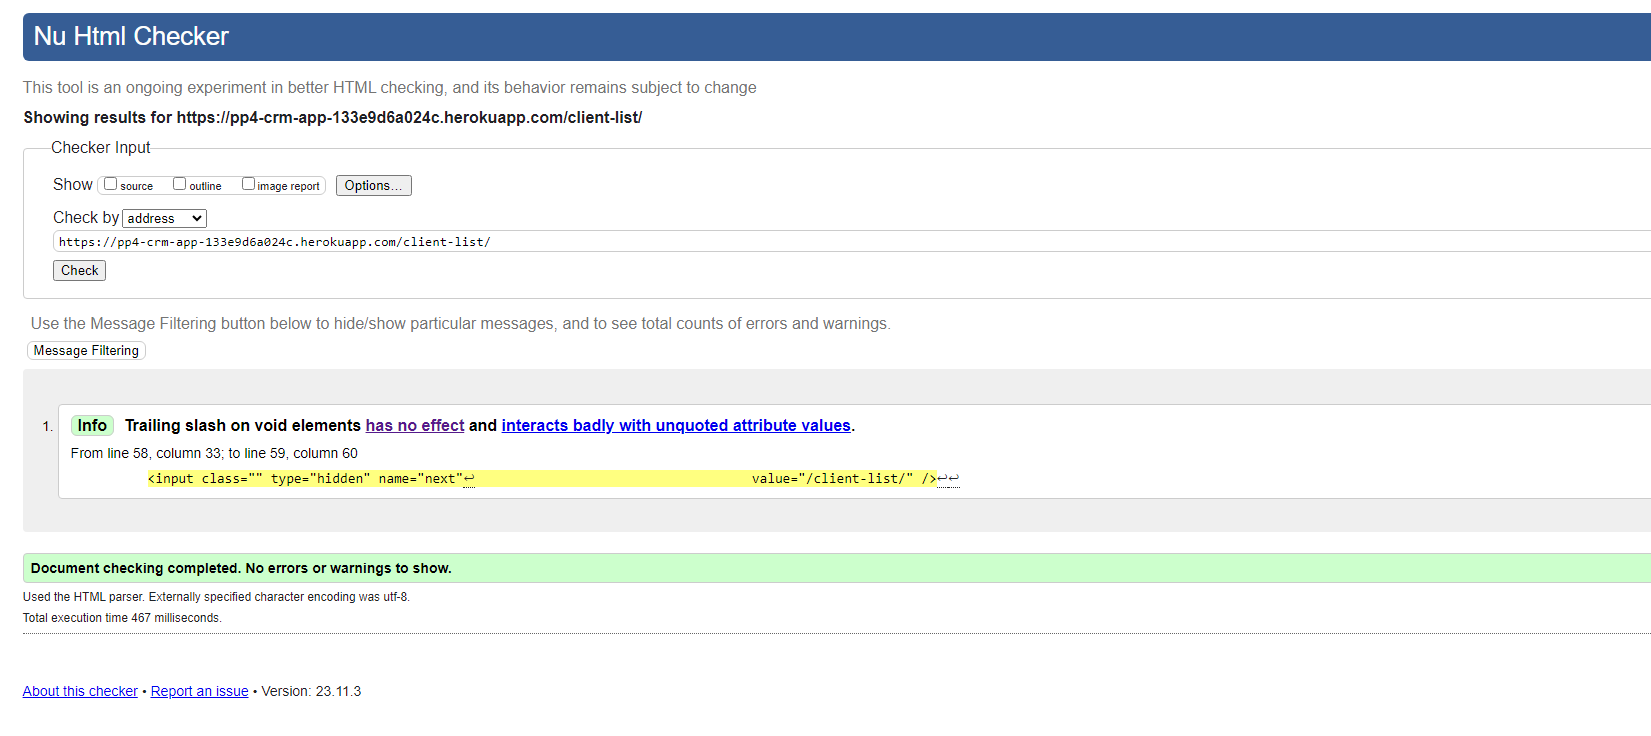 Nu Html Checker
This tool is an ongoing experiment in better HTML checking, and its behavior remains subject to change
Showing results for https://pp4-crm-app-133e9d6a024c.herokuapp.com/client-list/
Checker Input
Show source outline image report Options...
Check by address
https://pp4-crm-app-133e9d6a024c.herokuapp.com/client-list/
Check
Use the Message Filtering button below to hide/show particular messages, and to see total counts of errors and warnings.
Message Filtering
1. Info Trailing slash on void elements has no effect and interacts badly with unquoted attribute values.
From line 58, column 33; to line 59, column 60
<input class="" type="hidden" name="next"↩ value="/client-list/" />↩↩
Document checking completed. No errors or warnings to show.
Used the HTML parser. Externally specified character encoding was utf-8.
Total execution time 467 milliseconds.
About this checker • Report an issue • Version: 23.11.3